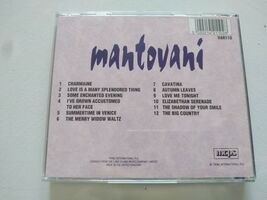 mantovani
1 CHARMAINE
2 LOVE IS A MANY SPLENDORED THING
3 SOME ENCHANTED EVENING
4 I'VE GROWN ACCUSTOMED
TO HER FACE
5 SUMMERTIME IN VENICE
6 THE MERRY WIDOW WALTZ
7 CAVATINA
8 AUTUMN LEAVES
9 LOVE ME TONIGHT
10 ELIZABETHAN SERENADE
11 THE SHADOW OF YOUR SMILE
12 THE BIG COUNTRY
mcps